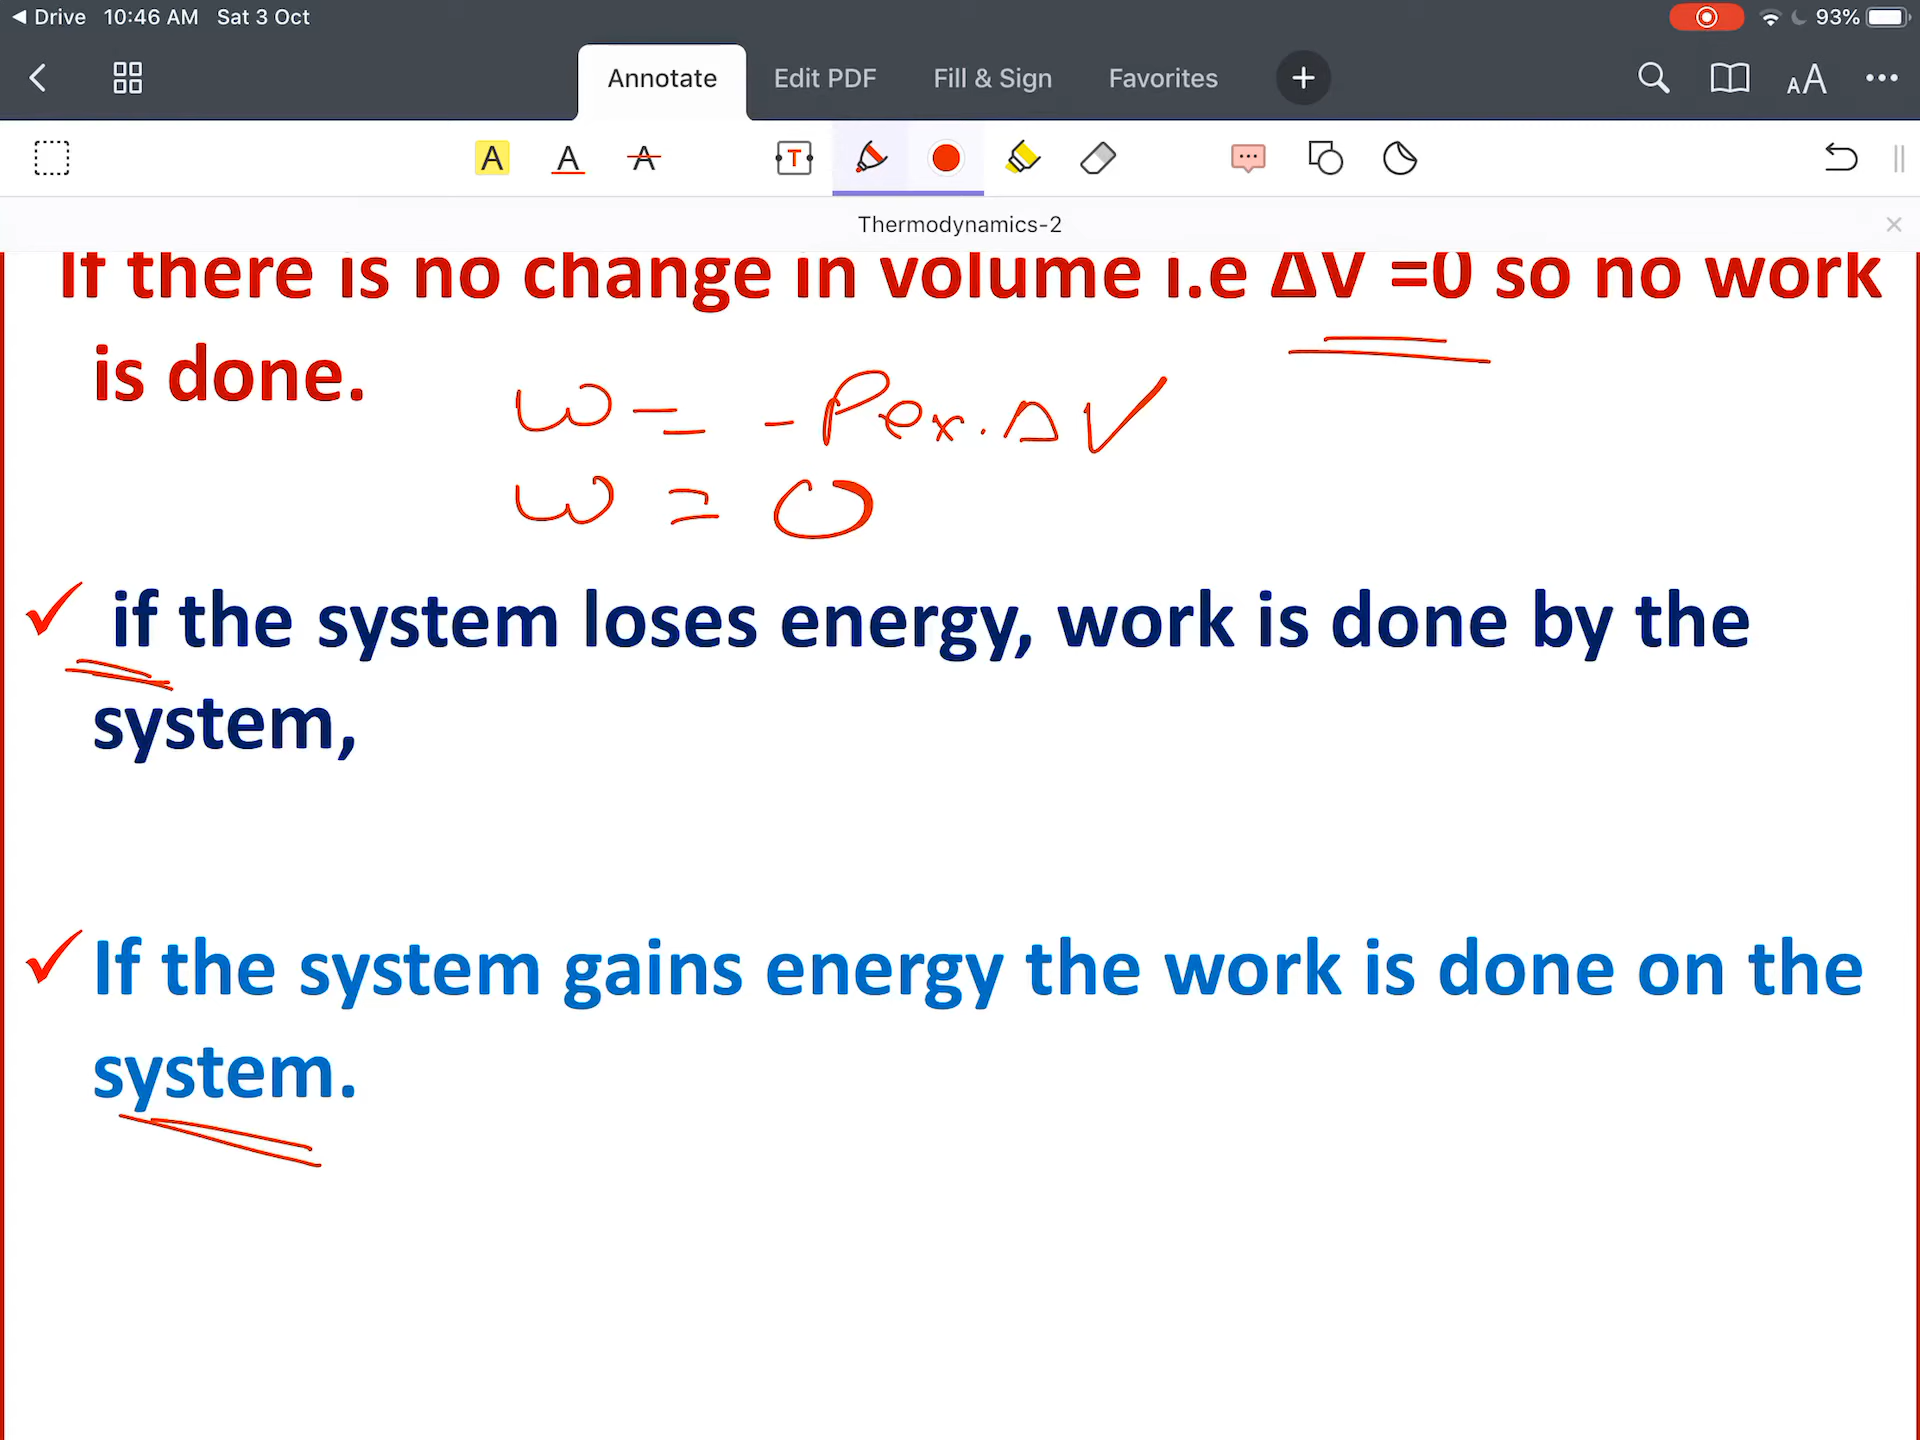 Drive 10:46 AM Sat 3 Oct 93%
Annotate Edit PDF Fill & Sign Favorites
A A A T AA
Thermodynamics-2
If there is no change in volume i.e ΔV =0 so no work
is done.
w = - Pex. Δ V
w = 0
✓ if the system loses energy, work is done by the
system,
✓ If the system gains energy the work is done on the
system.